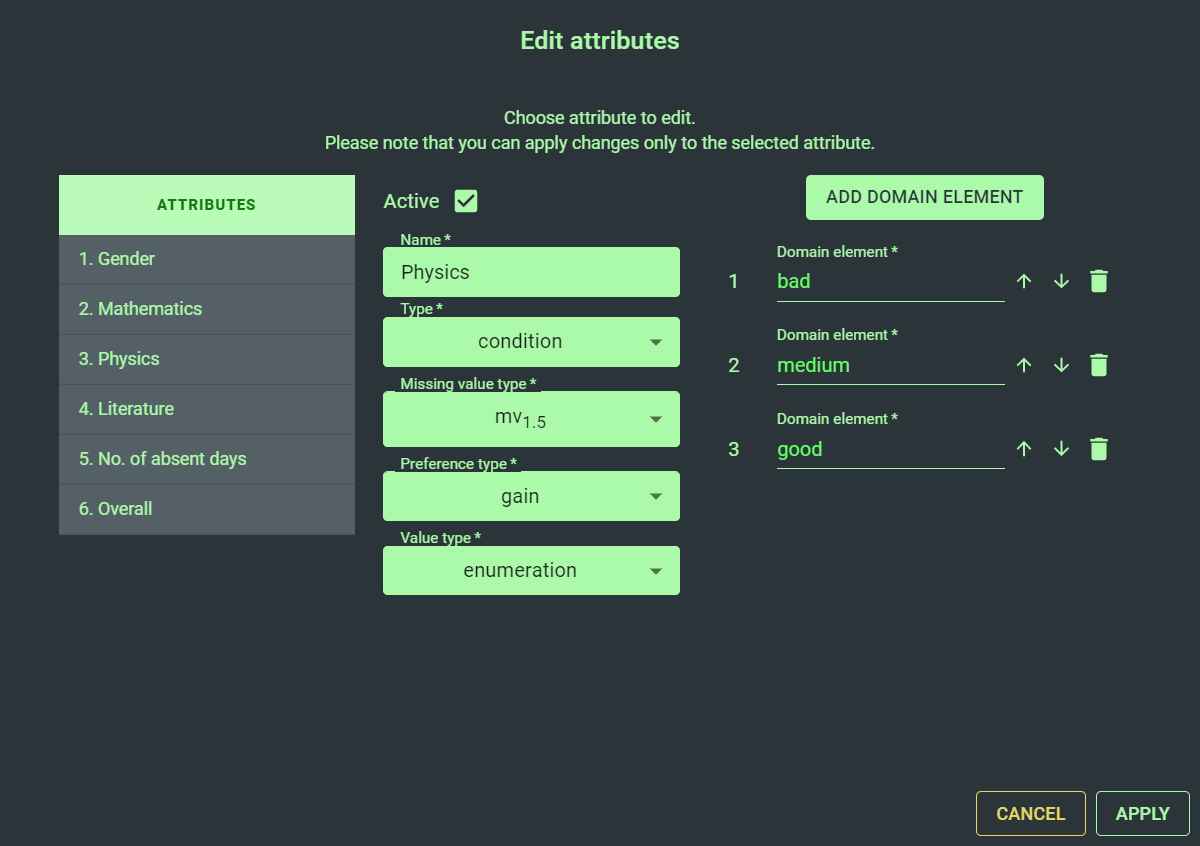 Edit attributes
Choose attribute to edit.
Please note that you can apply changes only to the selected attribute.
ATTRIBUTES
1. Gender
2. Mathematics
3. Physics
4. Literature
5. No. of absent days
6. Overall
Active
Name *
Physics
Type *
condition
Missing value type *
mv1.5
Preference type *
gain
Value type *
enumeration
ADD DOMAIN ELEMENT
Domain element *
1 bad
Domain element *
2 medium
Domain element *
3 good
CANCEL APPLY